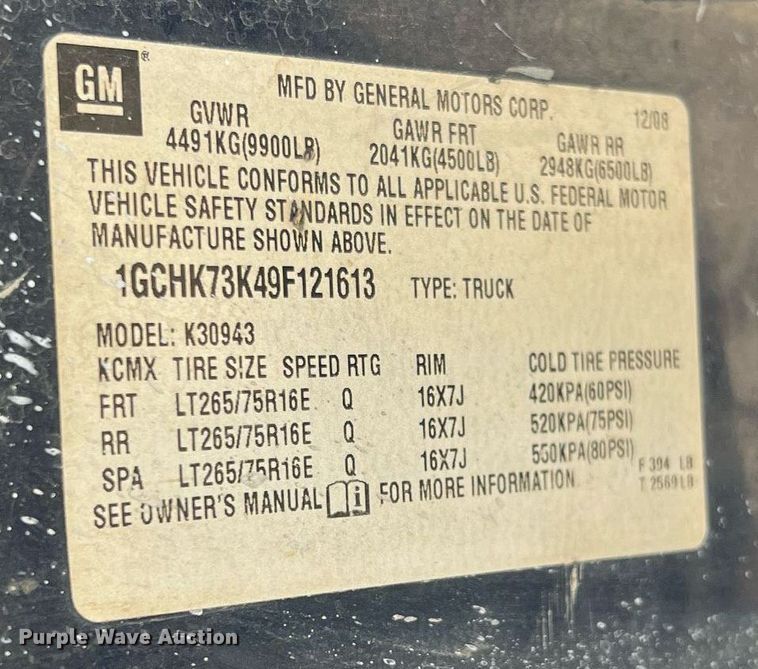 GM ®
MFD BY GENERAL MOTORS CORP. 12/08
GVWR GAWR FRT GAWR RR
4491KG(9900LB) 2041KG(4500LB) 2948KG(6500LB)
THIS VEHICLE CONFORMS TO ALL APPLICABLE U.S. FEDERAL MOTOR
VEHICLE SAFETY STANDARDS IN EFFECT ON THE DATE OF
MANUFACTURE SHOWN ABOVE.
1GCHK73K49F121613 TYPE: TRUCK
MODEL: K30943
KCMX TIRE SIZE SPEED RTG RIM COLD TIRE PRESSURE
FRT LT265/75R16E Q 16X7J 420KPA(60PSI)
RR LT265/75R16E Q 16X7J 520KPA(75PSI)
SPA LT265/75R16E Q 16X7J 550KPA(80PSI)
F 394 LB
T 2569 LB
SEE OWNER'S MANUAL i FOR MORE INFORMATION
Purple Wave Auction